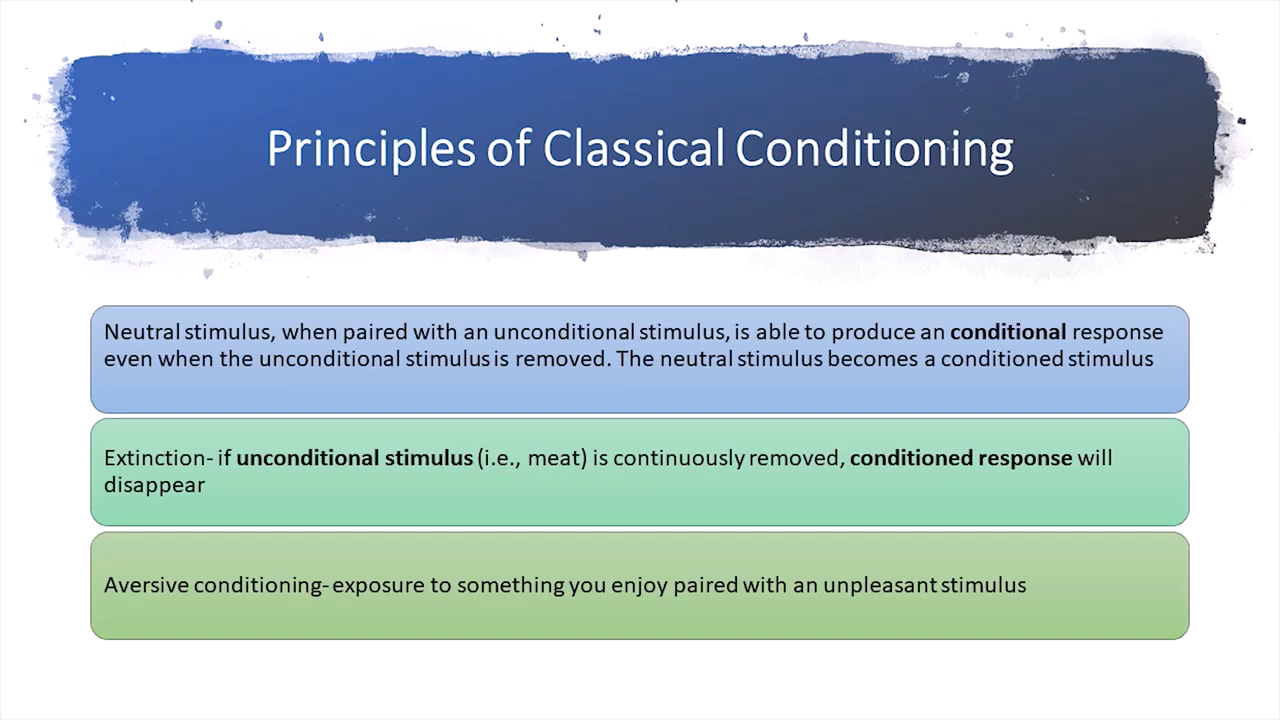 Principles of Classical Conditioning
Neutral stimulus, when paired with an unconditional stimulus, is able to produce an conditional response
even when the unconditional stimulus is removed. The neutral stimulus becomes a conditioned stimulus
Extinction- if unconditional stimulus (i.e., meat) is continuously removed, conditioned response will
disappear
Aversive conditioning- exposure to something you enjoy paired with an unpleasant stimulus